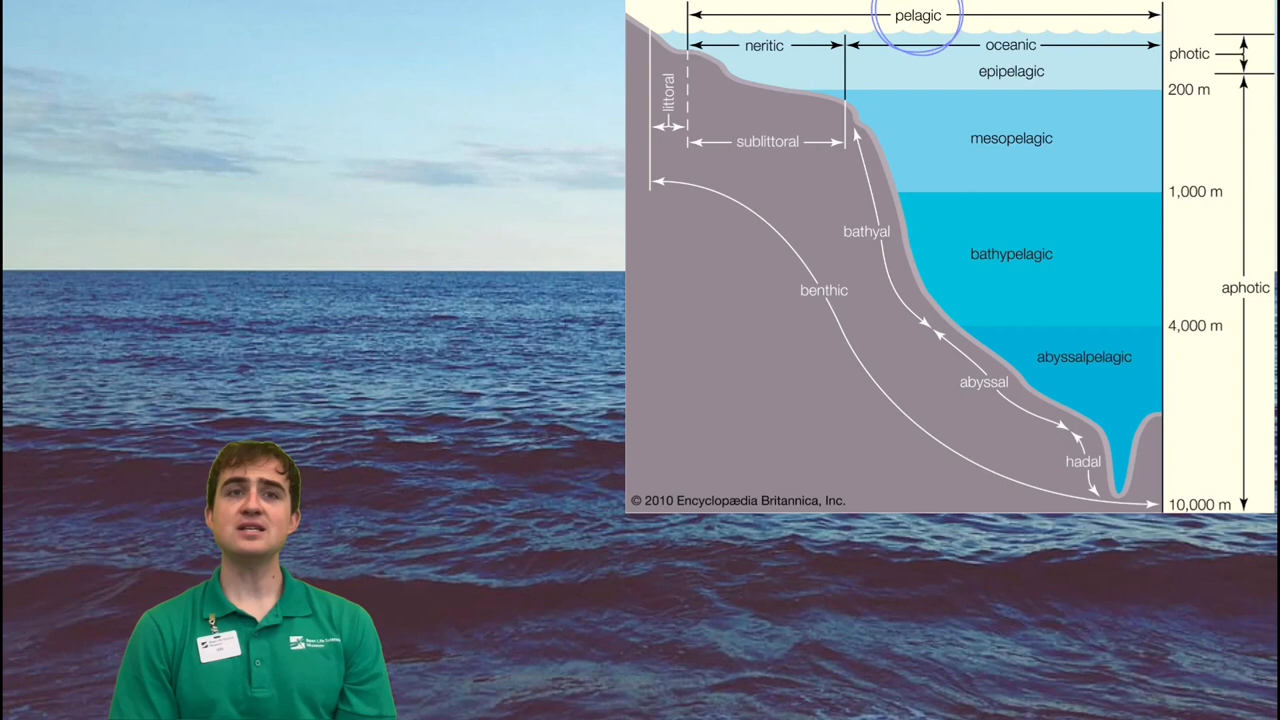 pelagic
neritic
oceanic
photic
epipelagic
littoral
200 m
mesopelagic
sublittoral
1,000 m
bathyal
bathypelagic
benthic
aphotic
4,000 m
abyssalpelagic
abyssal
hadal
© 2010 Encyclopædia Britannica, Inc.
10,000 m
Museum